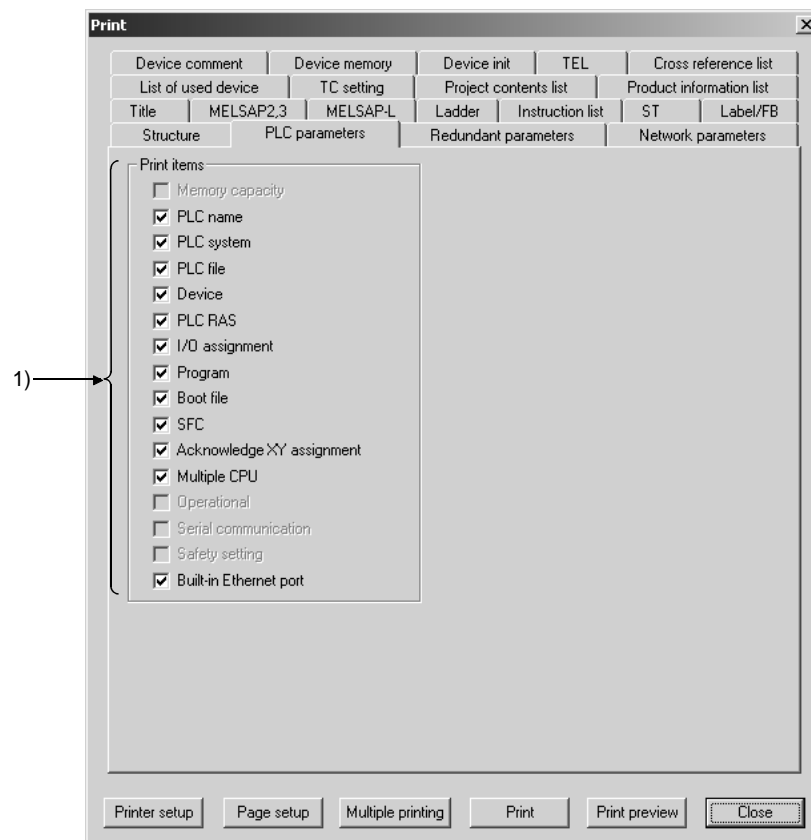 Print
Device comment Device memory Device init TEL Cross reference list
List of used device TC setting Project contents list Product information list
Title MELSAP2,3 MELSAP-L Ladder Instruction list ST Label/FB
Structure PLC parameters Redundant parameters Network parameters
Print items
Memory capacity
PLC name
PLC system
PLC file
Device
PLC RAS
I/O assignment
1) Program
Boot file
SFC
Acknowledge XY assignment
Multiple CPU
Operational
Serial communication
Safety setting
Built-in Ethernet port
Printer setup Page setup Multiple printing Print Print preview Close